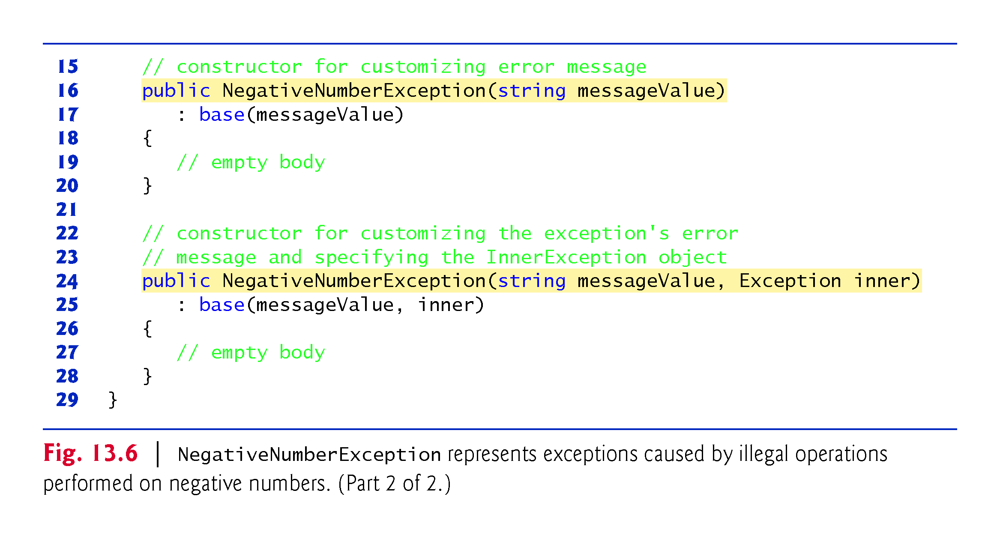 15 // constructor for customizing error message
16 public NegativeNumberException(string messageValue)
17 : base(messageValue)
18 {
19 // empty body
20 }
21
22 // constructor for customizing the exception's error
23 // message and specifying the InnerException object
24 public NegativeNumberException(string messageValue, Exception inner)
25 : base(messageValue, inner)
26 {
27 // empty body
28 }
29 }
Fig. 13.6 | NegativeNumberException represents exceptions caused by illegal operations
performed on negative numbers. (Part 2 of 2.)